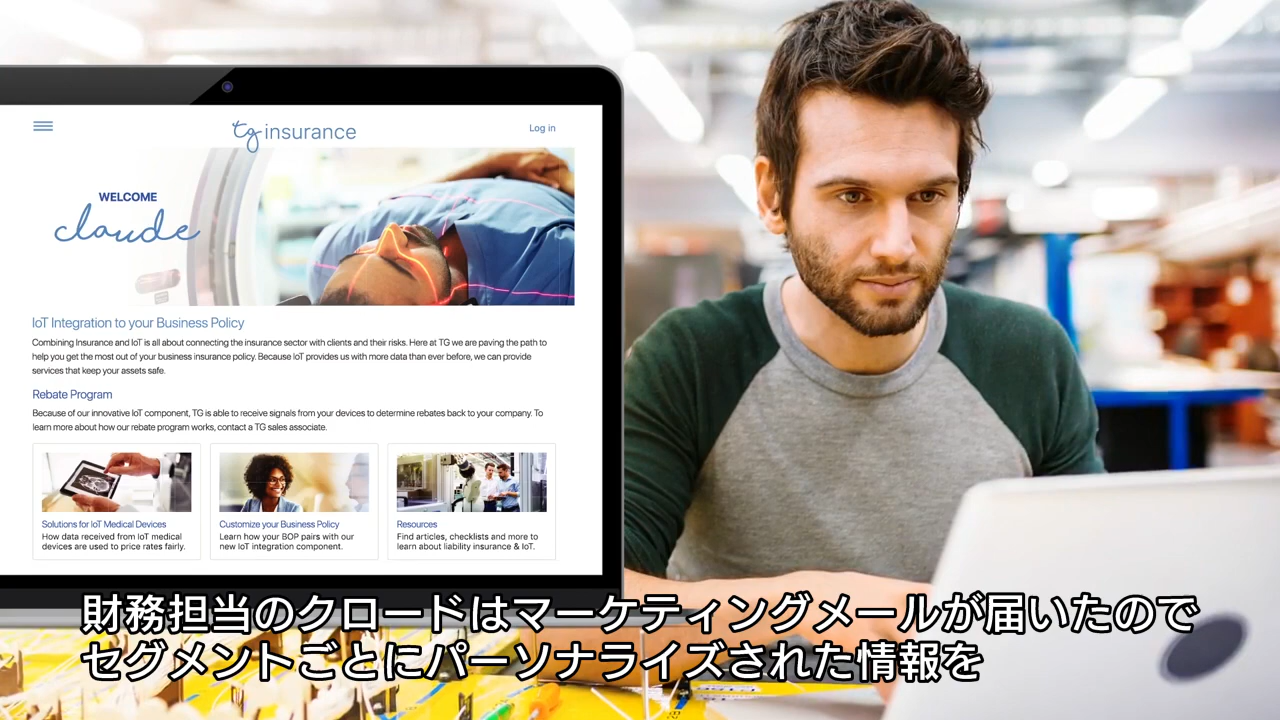 tg insurance
Log in
WELCOME
claude
IoT Integration to your Business Policy
Combining Insurance and IoT is all about connecting the insurance sector with clients and their risks. Here at TG we are paving the path to
help you get the most out of your business insurance policy. Because IoT provides us with more data than ever before, we can provide
services that keep your assets safe.
Rebate Program
Because of our innovative IoT component, TG is able to receive signals from your devices to determine rebates back to your company. To
learn more about how our rebate program works, contact a TG sales associate.
Solutions for IoT Medical Devices
How data received from IoT medical
devices are used to price rates fairly.
Customize your Business Policy
Learn how your BOP pairs with our
new IoT integration component.
Resources
Find articles, checklists and more to
learn about liability insurance & IoT.
財務担当のクロードはマーケティングメールが届いたので
セグメントごとにパーソナライズされた情報を